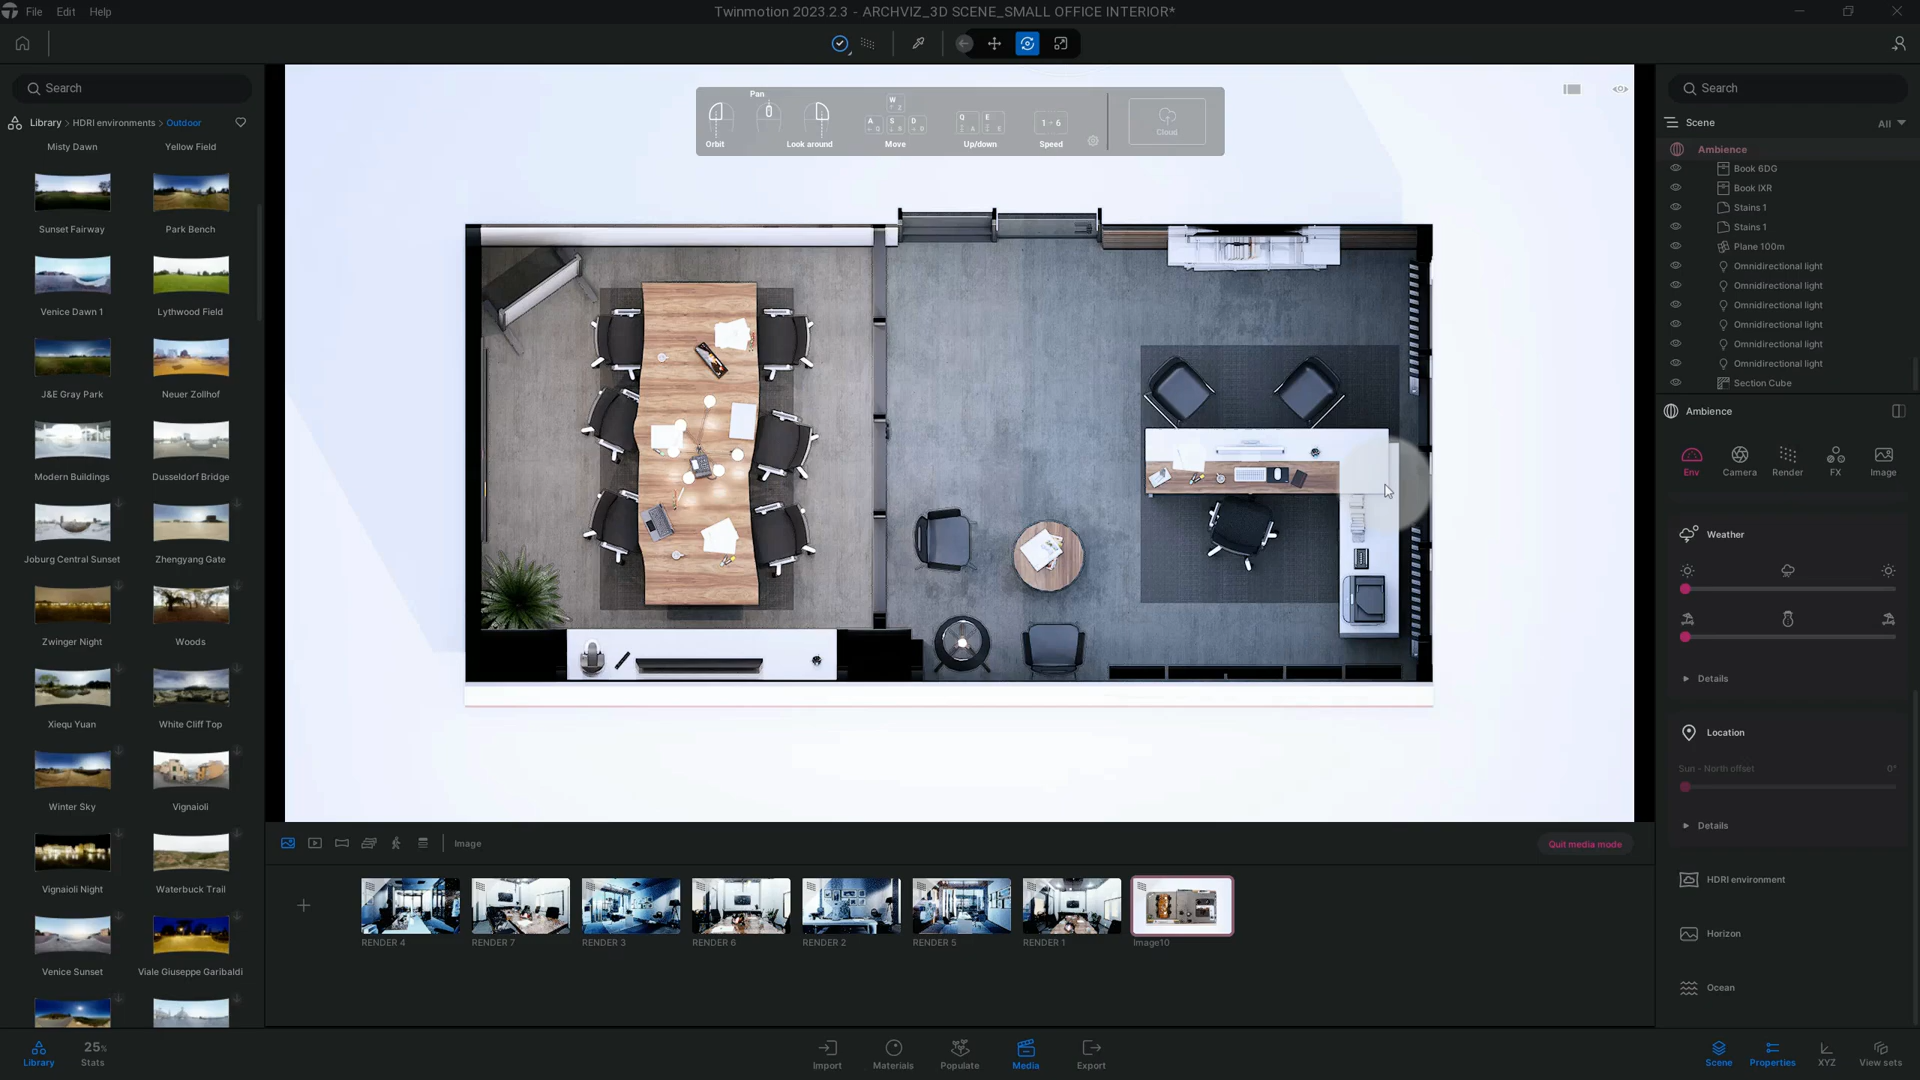 File Edit Help
Twinmotion 2023.2.3 - ARCHVIZ_3D SCENE_SMALL OFFICE INTERIOR*
Search
Library > HDRI environments > Outdoor
Misty Dawn
Yellow Field
Sunset Fairway
Park Bench
Venice Dawn 1
Lythwood Field
J&E Gray Park
Neuer Zollhof
Modern Buildings
Dusseldorf Bridge
Joburg Central Sunset
Zhengyang Gate
Zwinger Night
Woods
Xiequ Yuan
White Cliff Top
Winter Sky
Vignaioli
Vignaioli Night
Waterbuck Trail
Venice Sunset
Viale Giuseppe Garibaldi
Library
25%
Stats
Pan
Orbit
Look around
W
A S D
Move
Q E
Up/down
1 - 6
Speed
Cloud
Image
Quit media mode
RENDER 4
RENDER 7
RENDER 3
RENDER 6
RENDER 2
RENDER 5
RENDER 1
Image10
Import
Materials
Populate
Media
Export
Search
Scene
All
Ambience
Book 6DG
Book IXR
Stains 1
Stains 1
Plane 100m
Omnidirectional light
Omnidirectional light
Omnidirectional light
Omnidirectional light
Omnidirectional light
Omnidirectional light
Section Cube
Ambience
Env
Camera
Render
FX
Image
Weather
Details
Location
Sun - North offset
0°
Details
HDRI environment
Horizon
Ocean
Scene
Properties
XYZ
View sets